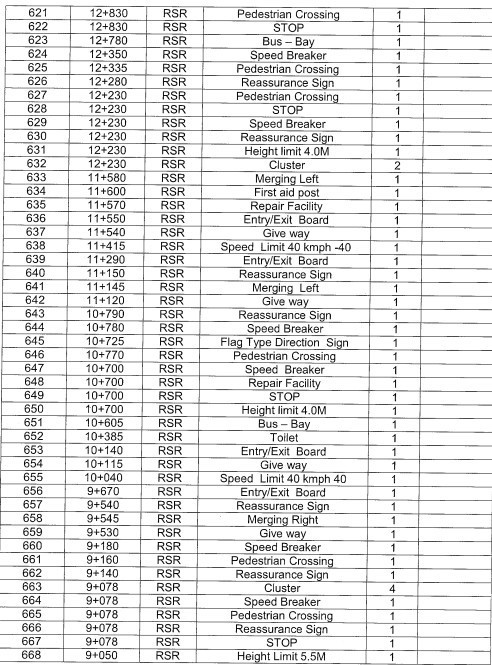 621 12+830 RSR Pedestrian Crossing 1
622 12+830 RSR STOP 1
623 12+780 RSR Bus – Bay 1
624 12+350 RSR Speed Breaker 1
625 12+335 RSR Pedestrian Crossing 1
626 12+280 RSR Reassurance Sign 1
627 12+230 RSR Pedestrian Crossing 1
628 12+230 RSR STOP 1
629 12+230 RSR Speed Breaker 1
630 12+230 RSR Reassurance Sign 1
631 12+230 RSR Height limit 4.0M 1
632 12+230 RSR Cluster 2
633 11+580 RSR Merging Left 1
634 11+600 RSR First aid post 1
635 11+570 RSR Repair Facility 1
636 11+550 RSR Entry/Exit Board 1
637 11+540 RSR Give way 1
638 11+415 RSR Speed Limit 40 kmph -40 1
639 11+290 RSR Entry/Exit Board 1
640 11+150 RSR Reassurance Sign 1
641 11+145 RSR Merging Left 1
642 11+120 RSR Give way 1
643 10+790 RSR Reassurance Sign 1
644 10+780 RSR Speed Breaker 1
645 10+725 RSR Flag Type Direction Sign 1
646 10+770 RSR Pedestrian Crossing 1
647 10+700 RSR Speed Breaker 1
648 10+700 RSR Repair Facility 1
649 10+700 RSR STOP 1
650 10+700 RSR Height limit 4.0M 1
651 10+605 RSR Bus – Bay 1
652 10+385 RSR Toilet 1
653 10+140 RSR Entry/Exit Board 1
654 10+115 RSR Give way 1
655 10+040 RSR Speed Limit 40 kmph 40 1
656 9+670 RSR Entry/Exit Board 1
657 9+540 RSR Reassurance Sign 1
658 9+545 RSR Merging Right 1
659 9+530 RSR Give way 1
660 9+180 RSR Speed Breaker 1
661 9+160 RSR Pedestrian Crossing 1
662 9+140 RSR Reassurance Sign 1
663 9+078 RSR Cluster 4
664 9+078 RSR Speed Breaker 1
665 9+078 RSR Pedestrian Crossing 1
666 9+078 RSR Reassurance Sign 1
667 9+078 RSR STOP 1
668 9+050 RSR Height Limit 5.5M 1